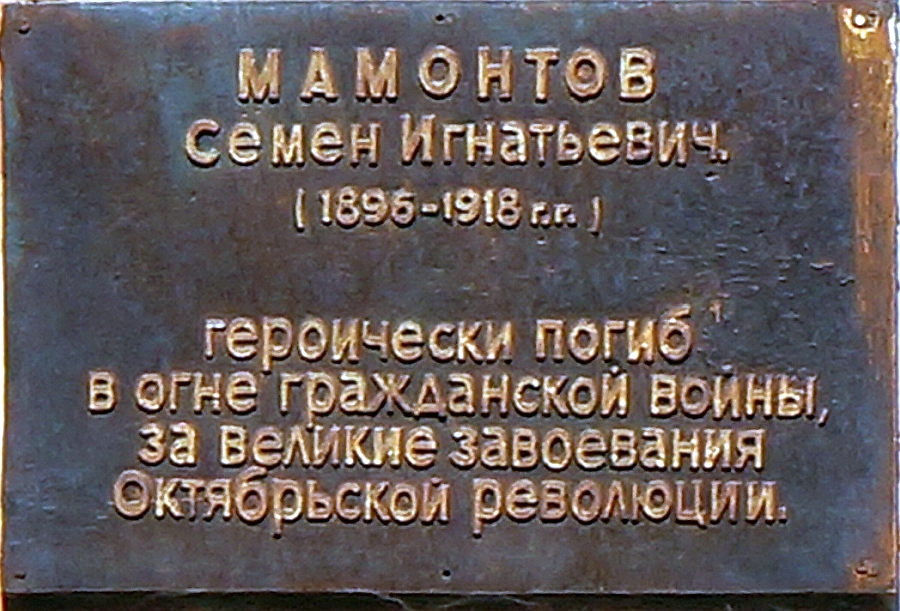 МАМОНТОВ
Семен Игнатьевич.
(1896-1918 г.г.)
героически погиб
в огне гражданской войны,
за великие завоевания
Октябрьской революции.